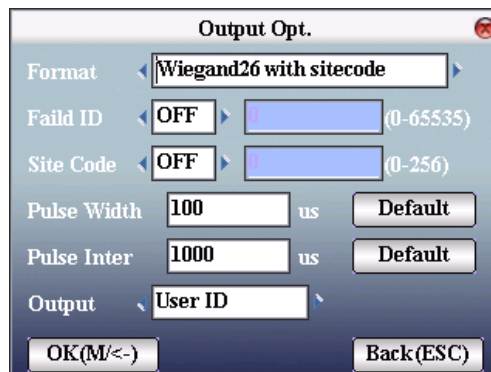 Output Opt.
Format Wiegand26 with sitecode
Faild ID OFF 0 (0-65535)
Site Code OFF 0 (0-256)
Pulse Width 100 us Default
Pulse Inter 1000 us Default
Output User ID
OK(M/<-) Back(ESC)